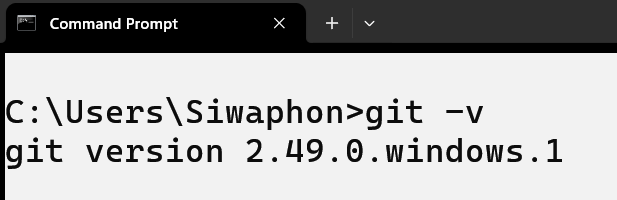 Command Prompt
C:\Users\Siwaphon>git -v
git version 2.49.0.windows.1